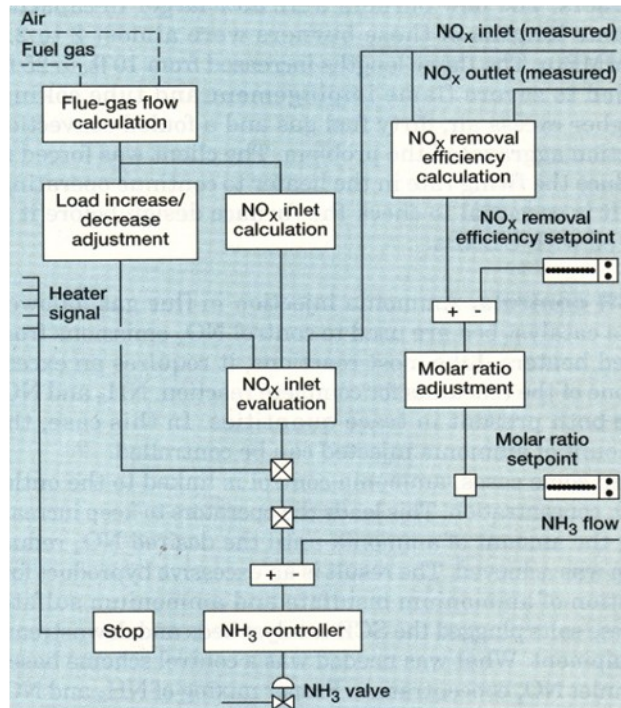 Air
Fuel gas
NOX inlet (measured)
NOX outlet (measured)
Flue-gas flow
calculation
NOX removal
efficiency
calculation
Load increase/
decrease adjustment
NOX inlet
calculation
NOX removal
efficiency setpoint
Heater
signal
+ -
NOX inlet
evaluation
Molar ratio
adjustment
Molar ratio
setpoint
NH3 flow
+ -
Stop
NH3 controller
NH3 valve